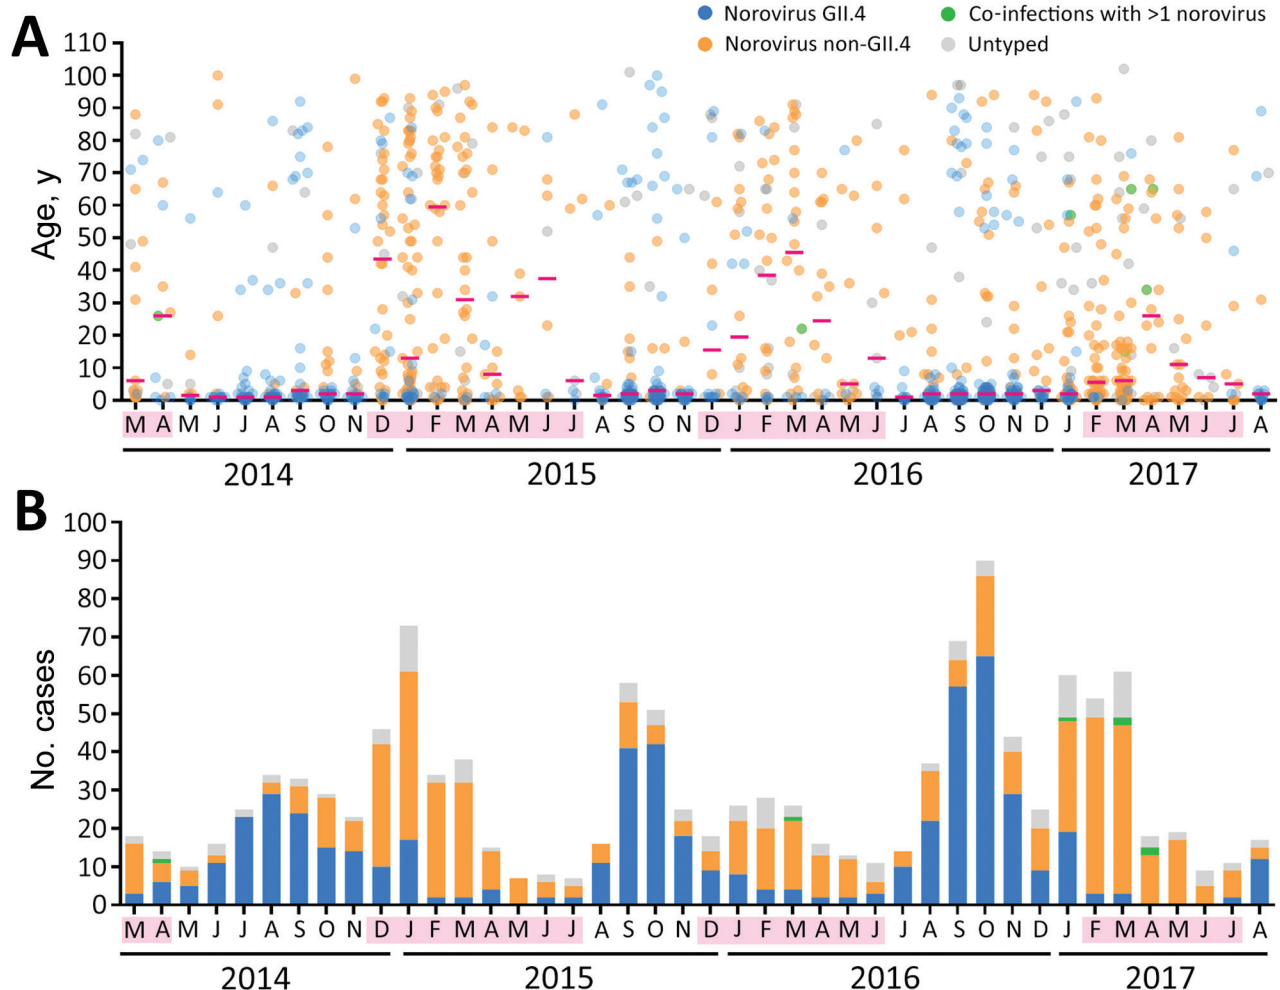 A
Norovirus GII.4
Co-infections with >1 norovirus
Norovirus non-GII.4
Untyped
Age, y
110
100
90
80
70
60
50
40
30
20
10
0
M A M J J A S O N D J F M A M J J A S O N D J F M A M J J A S O N D J F M A M J J A
2014 2015 2016 2017
B
No. cases
100
90
80
70
60
50
40
30
20
10
0
M A M J J A S O N D J F M A M J J A S O N D J F M A M J J A S O N D J F M A M J J A
2014 2015 2016 2017